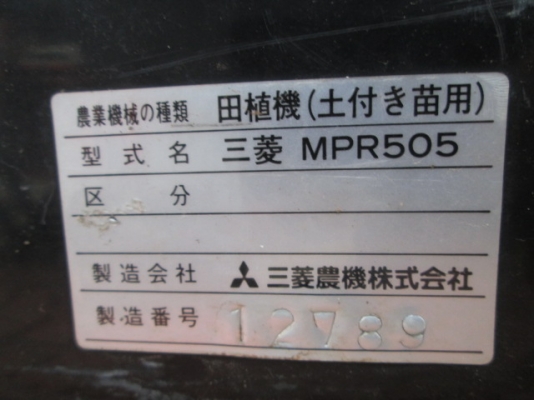 農業機械の種類 田植機(土付き苗用)
型式名 三菱 MPR505
区分
製造会社 三菱農機株式会社
製造番号 12789